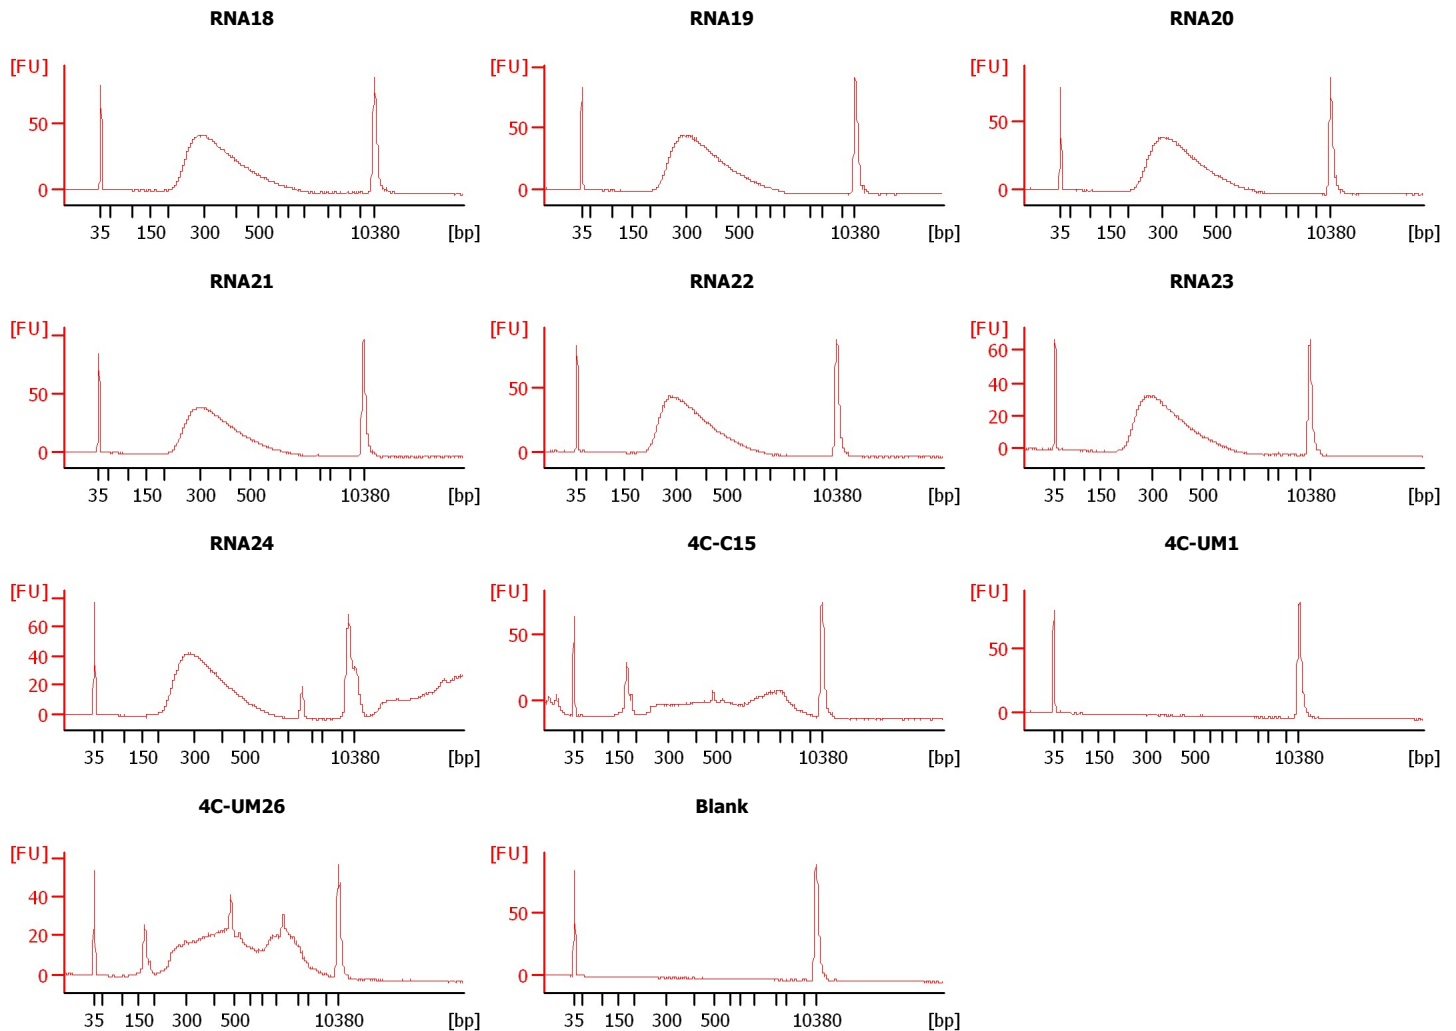 RNA18 RNA19 RNA20
[FU] [FU] [FU]
50 50 50
0 0 0
35 150 300 500 10380 [bp] 35 150 300 500 10380 [bp] 35 150 300 500 10380 [bp]
RNA21 RNA22 RNA23
[FU] [FU] [FU]
60
50 50 40
20
0 0 0
35 150 300 500 10380 [bp] 35 150 300 500 10380 [bp] 35 150 300 500 10380 [bp]
RNA24 4C-C15 4C-UM1
[FU] [FU] [FU]
60 50 50
40
20
0 0 0
35 150 300 500 10380 [bp] 35 150 300 500 10380 [bp] 35 150 300 500 10380 [bp]
4C-UM26 Blank
[FU] [FU]
40 50
20
0 0
35 150 300 500 10380 [bp] 35 150 300 500 10380 [bp]